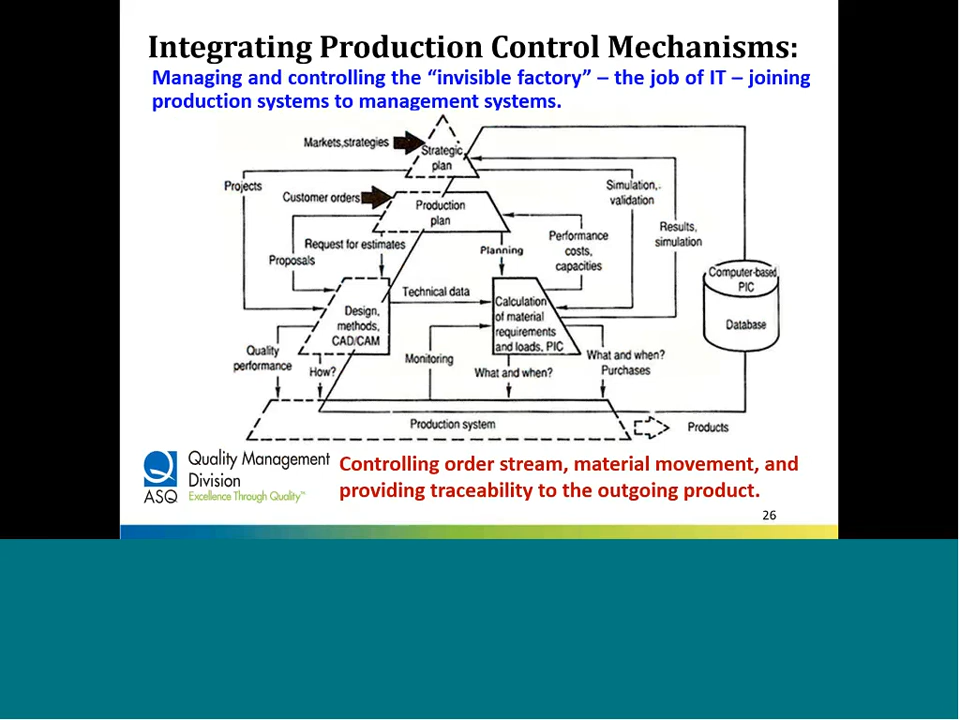 Integrating Production Control Mechanisms:
Managing and controlling the “invisible factory” – the job of IT – joining
production systems to management systems.
Markets,strategies
Strategic
plan
Projects
Customer orders
Production
plan
Simulation,
validation
Results,
simulation
Request for estimates
Planning
Performance
costs,
capacities
Proposals
Computer-based
PIC
Database
Technical data
Design,
methods,
CAD/CAM
Calculation
of material
requirements
and loads, PIC
Quality
performance
How?
Monitoring
What and when?
What and when?
Purchases
Production system
Products
ASQ
Quality Management
Division
Excellence Through Quality™
Controlling order stream, material movement, and
providing traceability to the outgoing product.
26